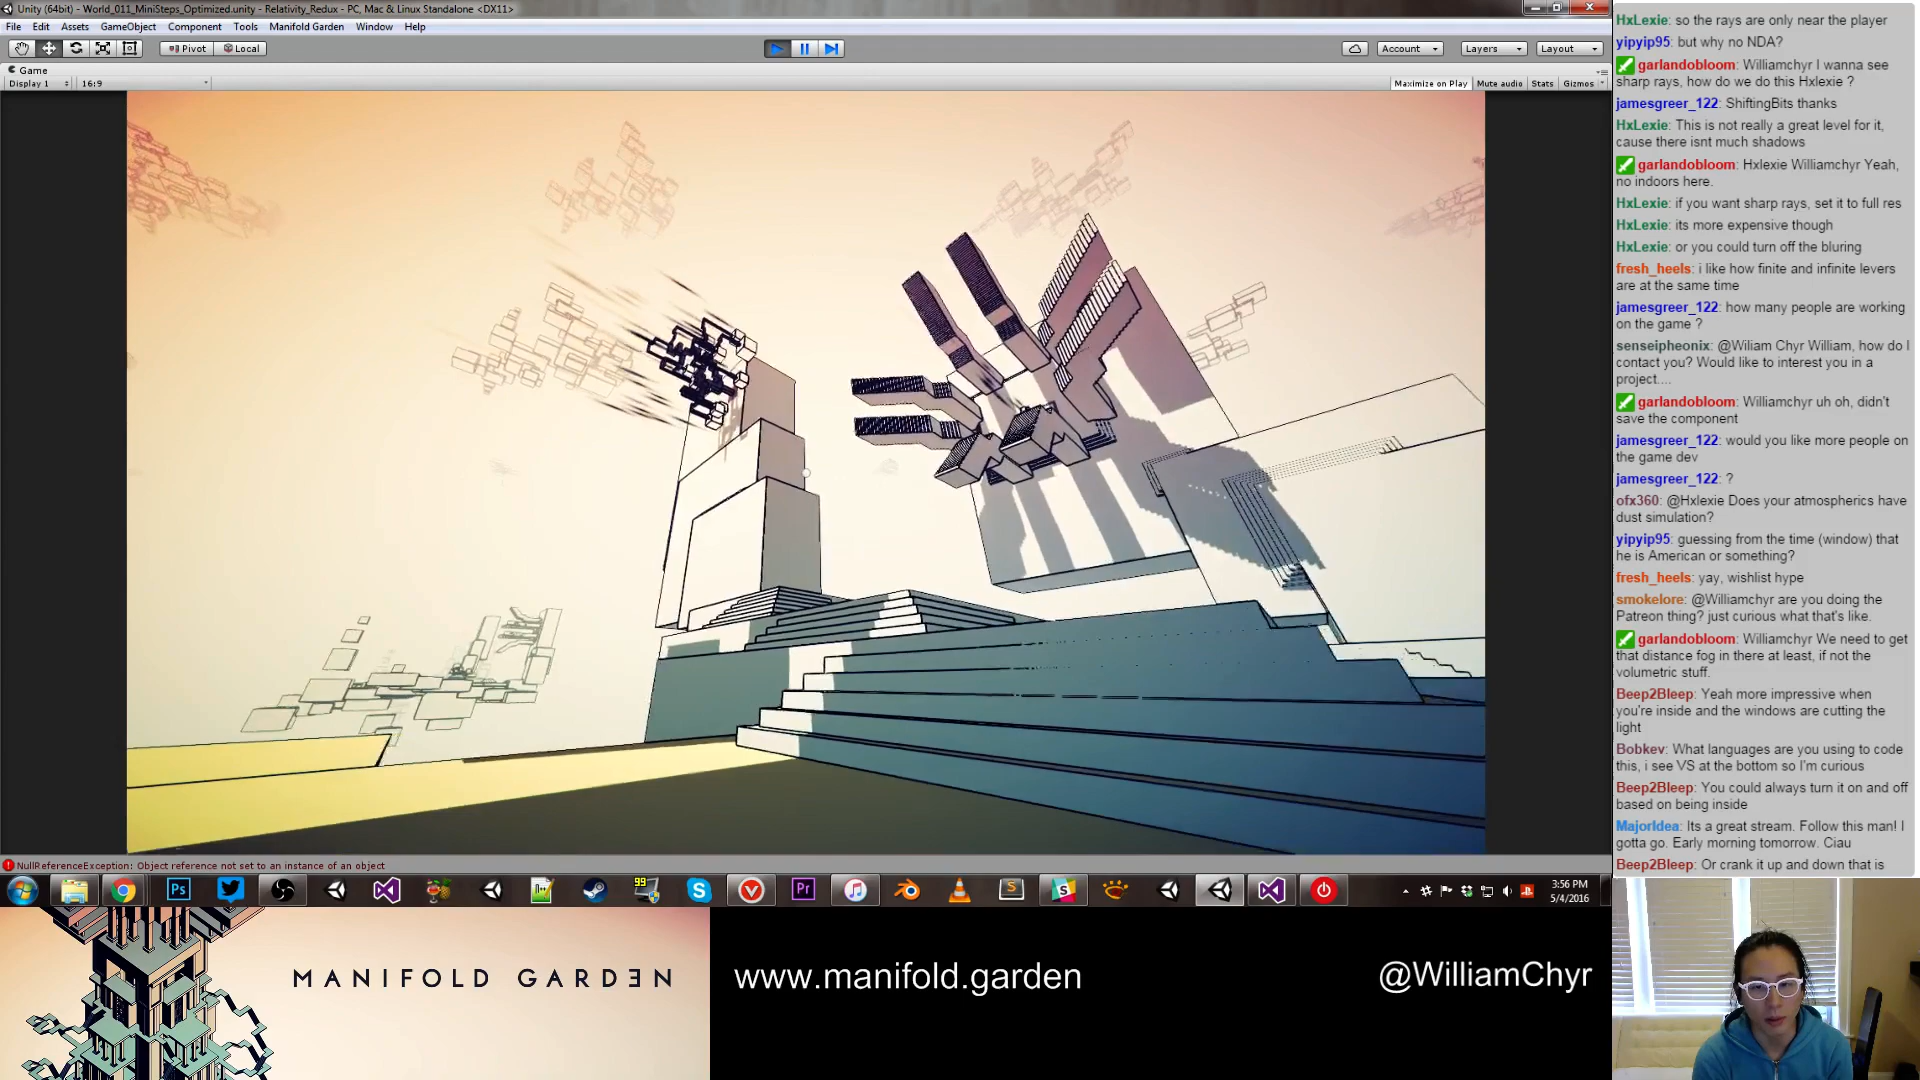 Unity (64bit) - World_011_MiniSteps_Optimized.unity - Relativity_Redux - PC, Mac & Linux Standalone <DX11>
File Edit Assets GameObject Component Tools Manifold Garden Window Help
Pivot Local Account Layers Layout
Game
Display 1 16:9 Maximize on Play Mute audio Stats Gizmos
NullReferenceException: Object reference not set to an instance of an object
Ps 99 Pr S
3:56 PM
5/4/2016
MANIFOLD GARDƎN
www.manifold.garden
@WilliamChyr
HxLexie: so the rays are only near the player
yipyip95: but why no NDA?
garlandobloom: Williamchyr I wanna see
sharp rays, how do we do this Hxlexie ?
jamesgreer_122: ShiftingBits thanks
HxLexie: This is not really a great level for it,
cause there isnt much shadows
garlandobloom: Hxlexie Williamchyr Yeah,
no indoors here.
HxLexie: if you want sharp rays, set it to full res
HxLexie: its more expensive though
HxLexie: or you could turn off the bluring
fresh_heels: i like how finite and infinite levers
are at the same time
jamesgreer_122: how many people are working
on the game ?
senseipheonix: @Wiliam Chyr William, how do I
contact you? Would like to interest you in a
project....
garlandobloom: Williamchyr uh oh, didn't
save the component
jamesgreer_122: would you like more people on
the game dev
jamesgreer_122: ?
ofx360: @Hxlexie Does your atmospherics have
dust simulation?
yipyip95: guessing from the time (window) that
he is American or something?
fresh_heels: yay, wishlist hype
smokelore: @Williamchyr are you doing the
Patreon thing? just curious what that's like.
garlandobloom: Williamchyr We need to get
that distance fog in there at least, if not the
volumetric stuff.
Beep2Bleep: Yeah more impressive when
you're inside and the windows are cutting the
light
Bobkev: What languages are you using to code
this, i see VS at the bottom so I'm curious
Beep2Bleep: You could always turn it on and off
based on being inside
MajorIdea: Its a great stream. Follow this man! I
gotta go. Early morning tomorrow. Ciau
Beep2Bleep: Or crank it up and down that is